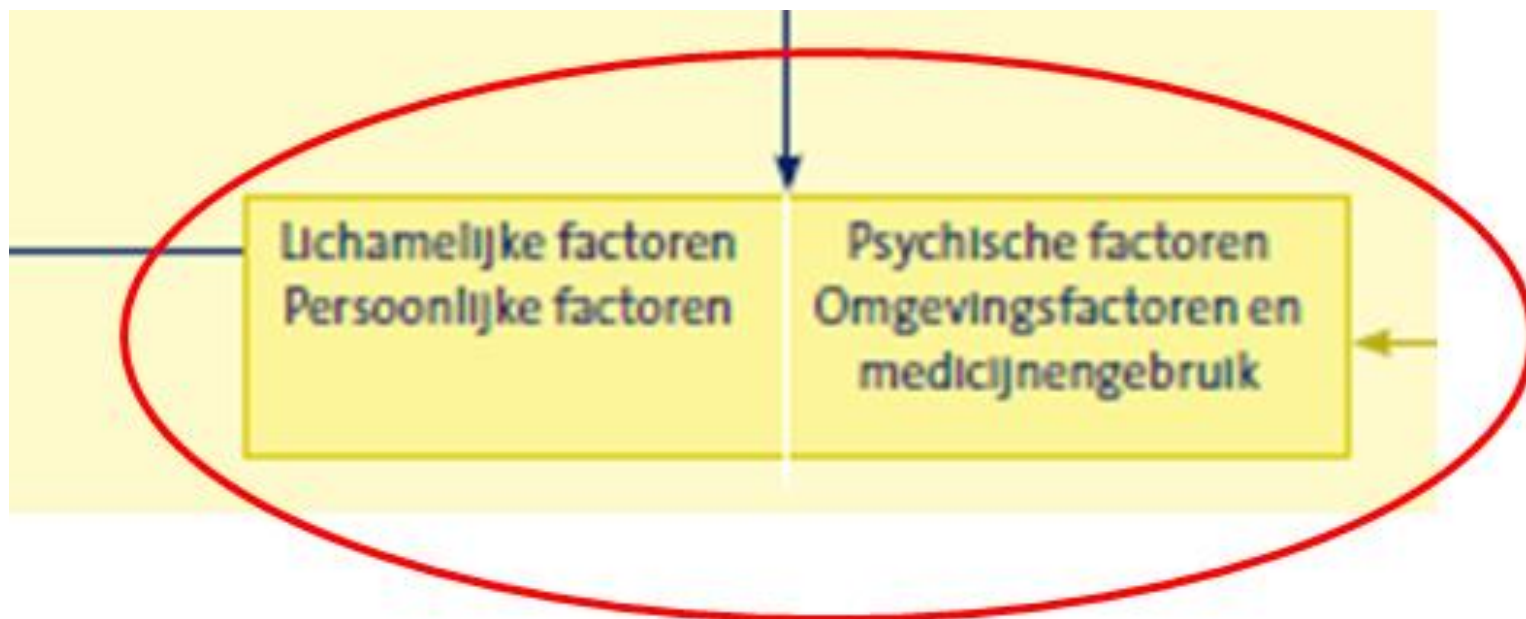 Lichamelijke factoren
Persoonlijke factoren
Psychische factoren
Omgevingsfactoren en
medicijnengebruik